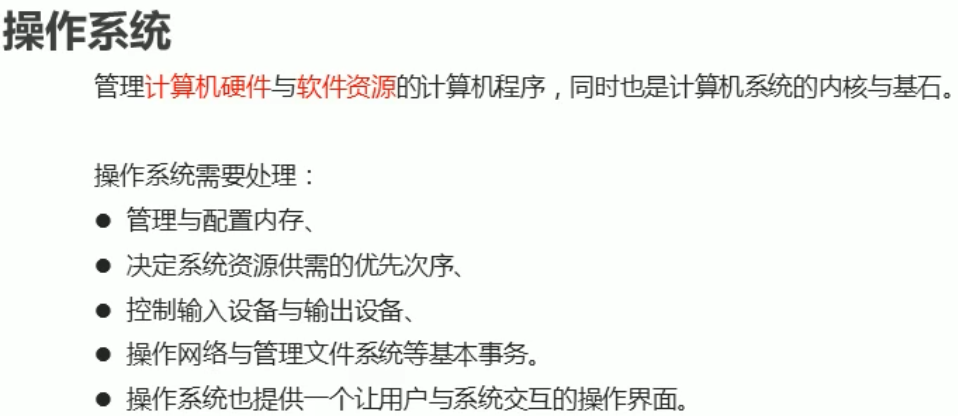 操作系统
管理计算机硬件与软件资源的计算机程序，同时也是计算机系统的内核与基石。
操作系统需要处理：
● 管理与配置内存、
● 决定系统资源供需的优先次序、
● 控制输入设备与输出设备、
● 操作网络与管理文件系统等基本事务。
● 操作系统也提供一个让用户与系统交互的操作界面。